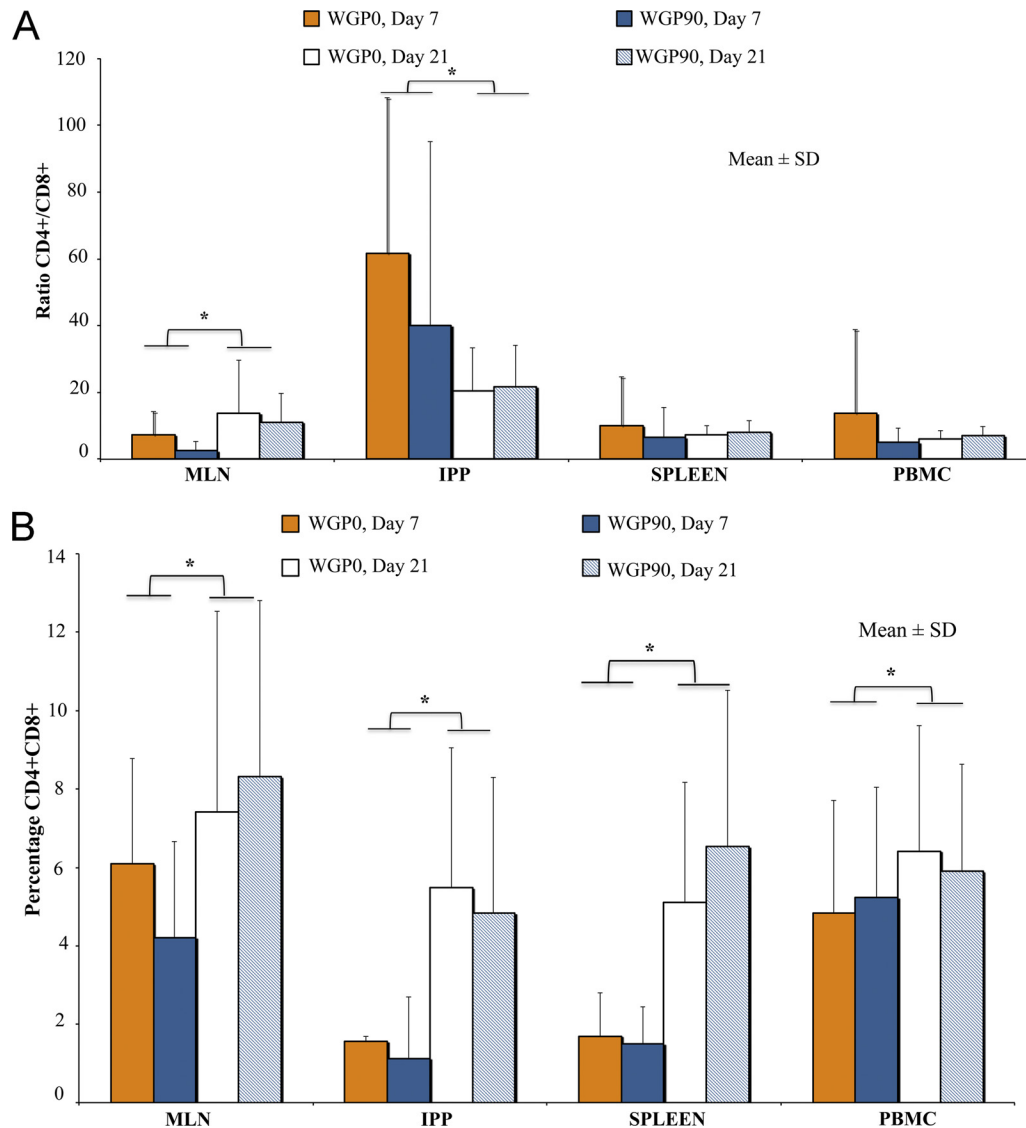 A
WGP0, Day 7
WGP90, Day 7
WGP0, Day 21
WGP90, Day 21
120
100
80
60
40
20
0
Ratio CD4+/CD8+
*
*
Mean ± SD
MLN
IPP
SPLEEN
PBMC
B
WGP0, Day 7
WGP90, Day 7
WGP0, Day 21
WGP90, Day 21
14
12
10
8
6
4
2
0
Percentage CD4+CD8+
*
*
*
*
Mean ± SD
MLN
IPP
SPLEEN
PBMC